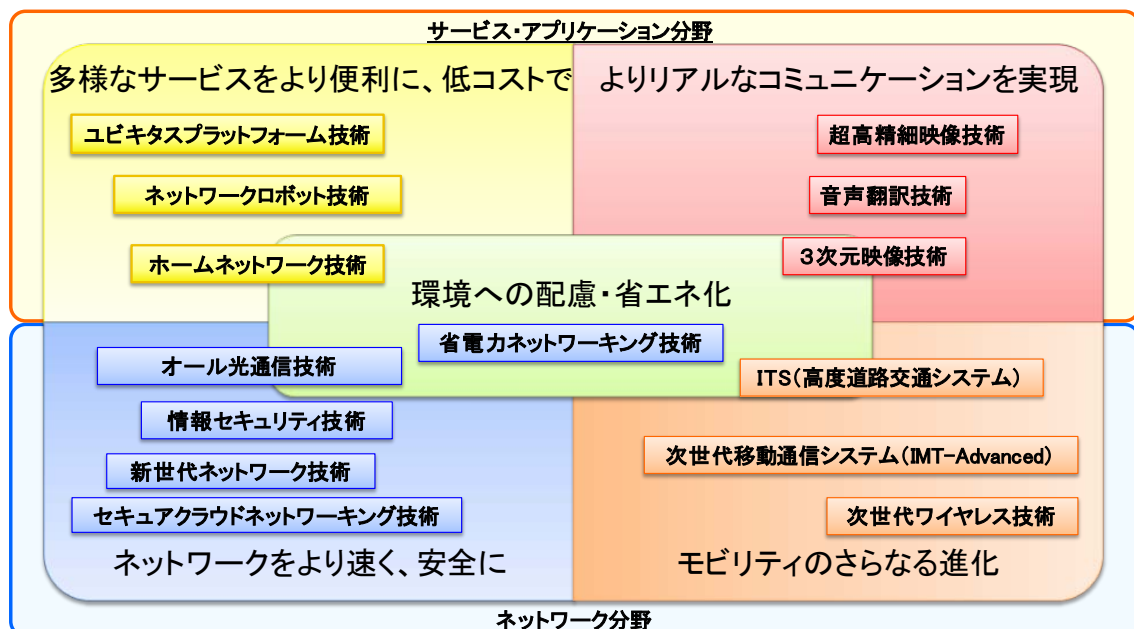 サービス・アプリケーション分野
多様なサービスをより便利に、低コストで
よりリアルなコミュニケーションを実現
ユビキタスプラットフォーム技術
超高精細映像技術
ネットワークロボット技術
音声翻訳技術
ホームネットワーク技術
３次元映像技術
環境への配慮・省エネ化
省電力ネットワーキング技術
オール光通信技術
ITS（高度道路交通システム）
情報セキュリティ技術
新世代ネットワーク技術
次世代移動通信システム（IMT-Advanced）
セキュアクラウドネットワーキング技術
次世代ワイヤレス技術
ネットワークをより速く、安全に
モビリティのさらなる進化
ネットワーク分野